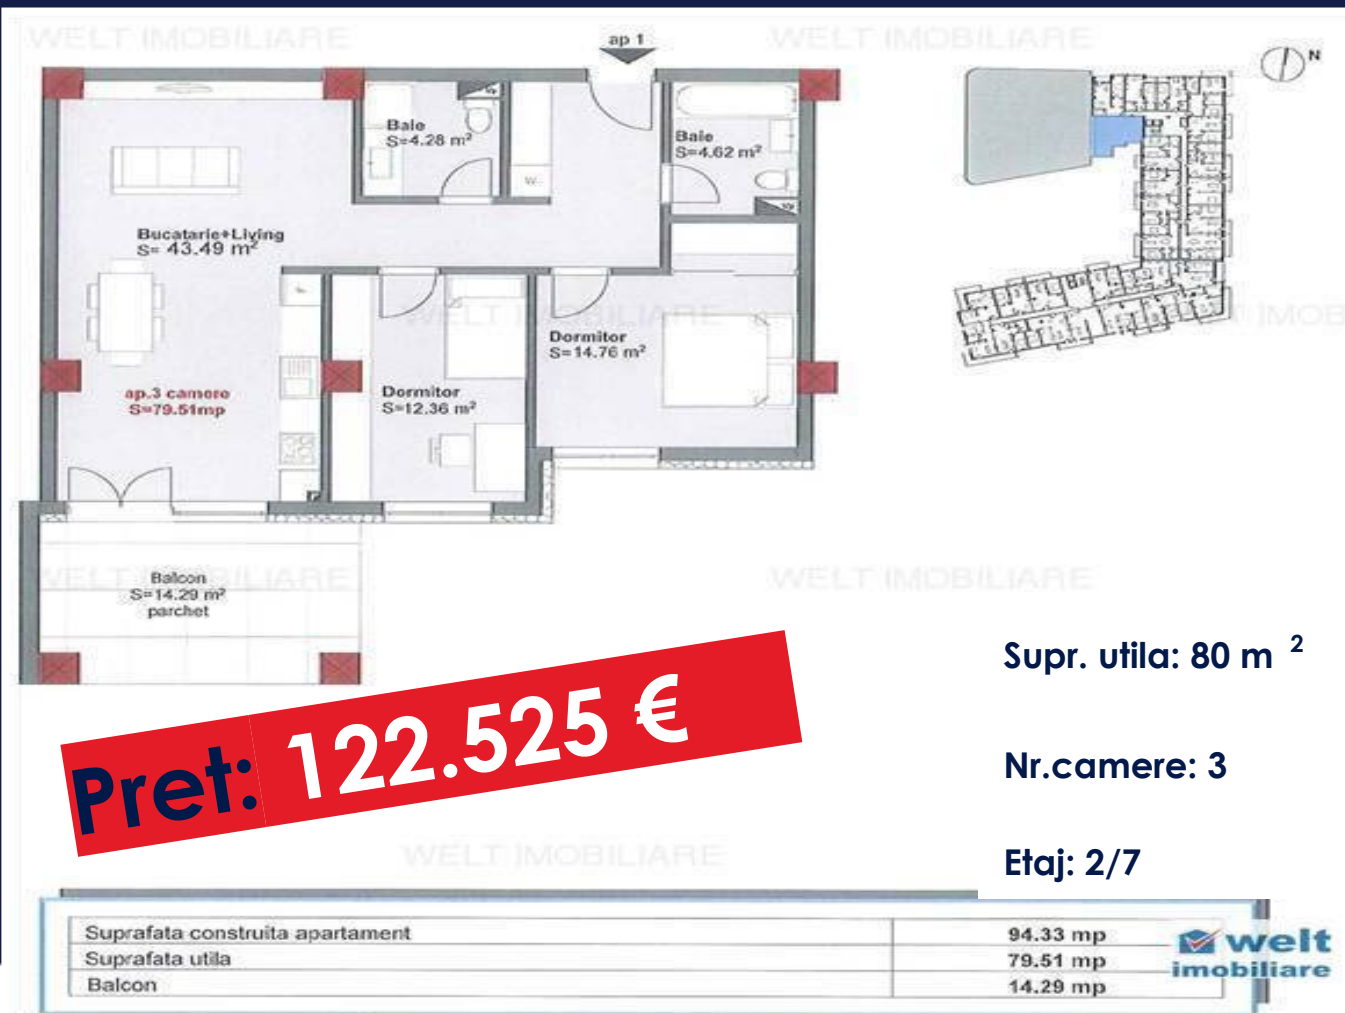 WELT IMOBILIARE
WELT IMOBILIARE
ap 1
N
Baie
S=4.28 m²
Baie
S=4.62 m²
W
Bucatarie+Living
S= 43.49 m²
WELT IMOBILIARE
IMOB
Dormitor
S=14.76 m²
ap.3 camere
S=79.51mp
Dormitor
S=12.36 m²
WELT IMOBILIARE
WELT IMOBILIARE
Balcon
S=14.29 m²
parchet
Supr. utila: 80 m ²
Pret: 122.525 €
Nr.camere: 3
WELT IMOBILIARE
Etaj: 2/7
Suprafata construita apartament 94.33 mp
Suprafata utila 79.51 mp
Balcon 14.29 mp
welt
imobiliare